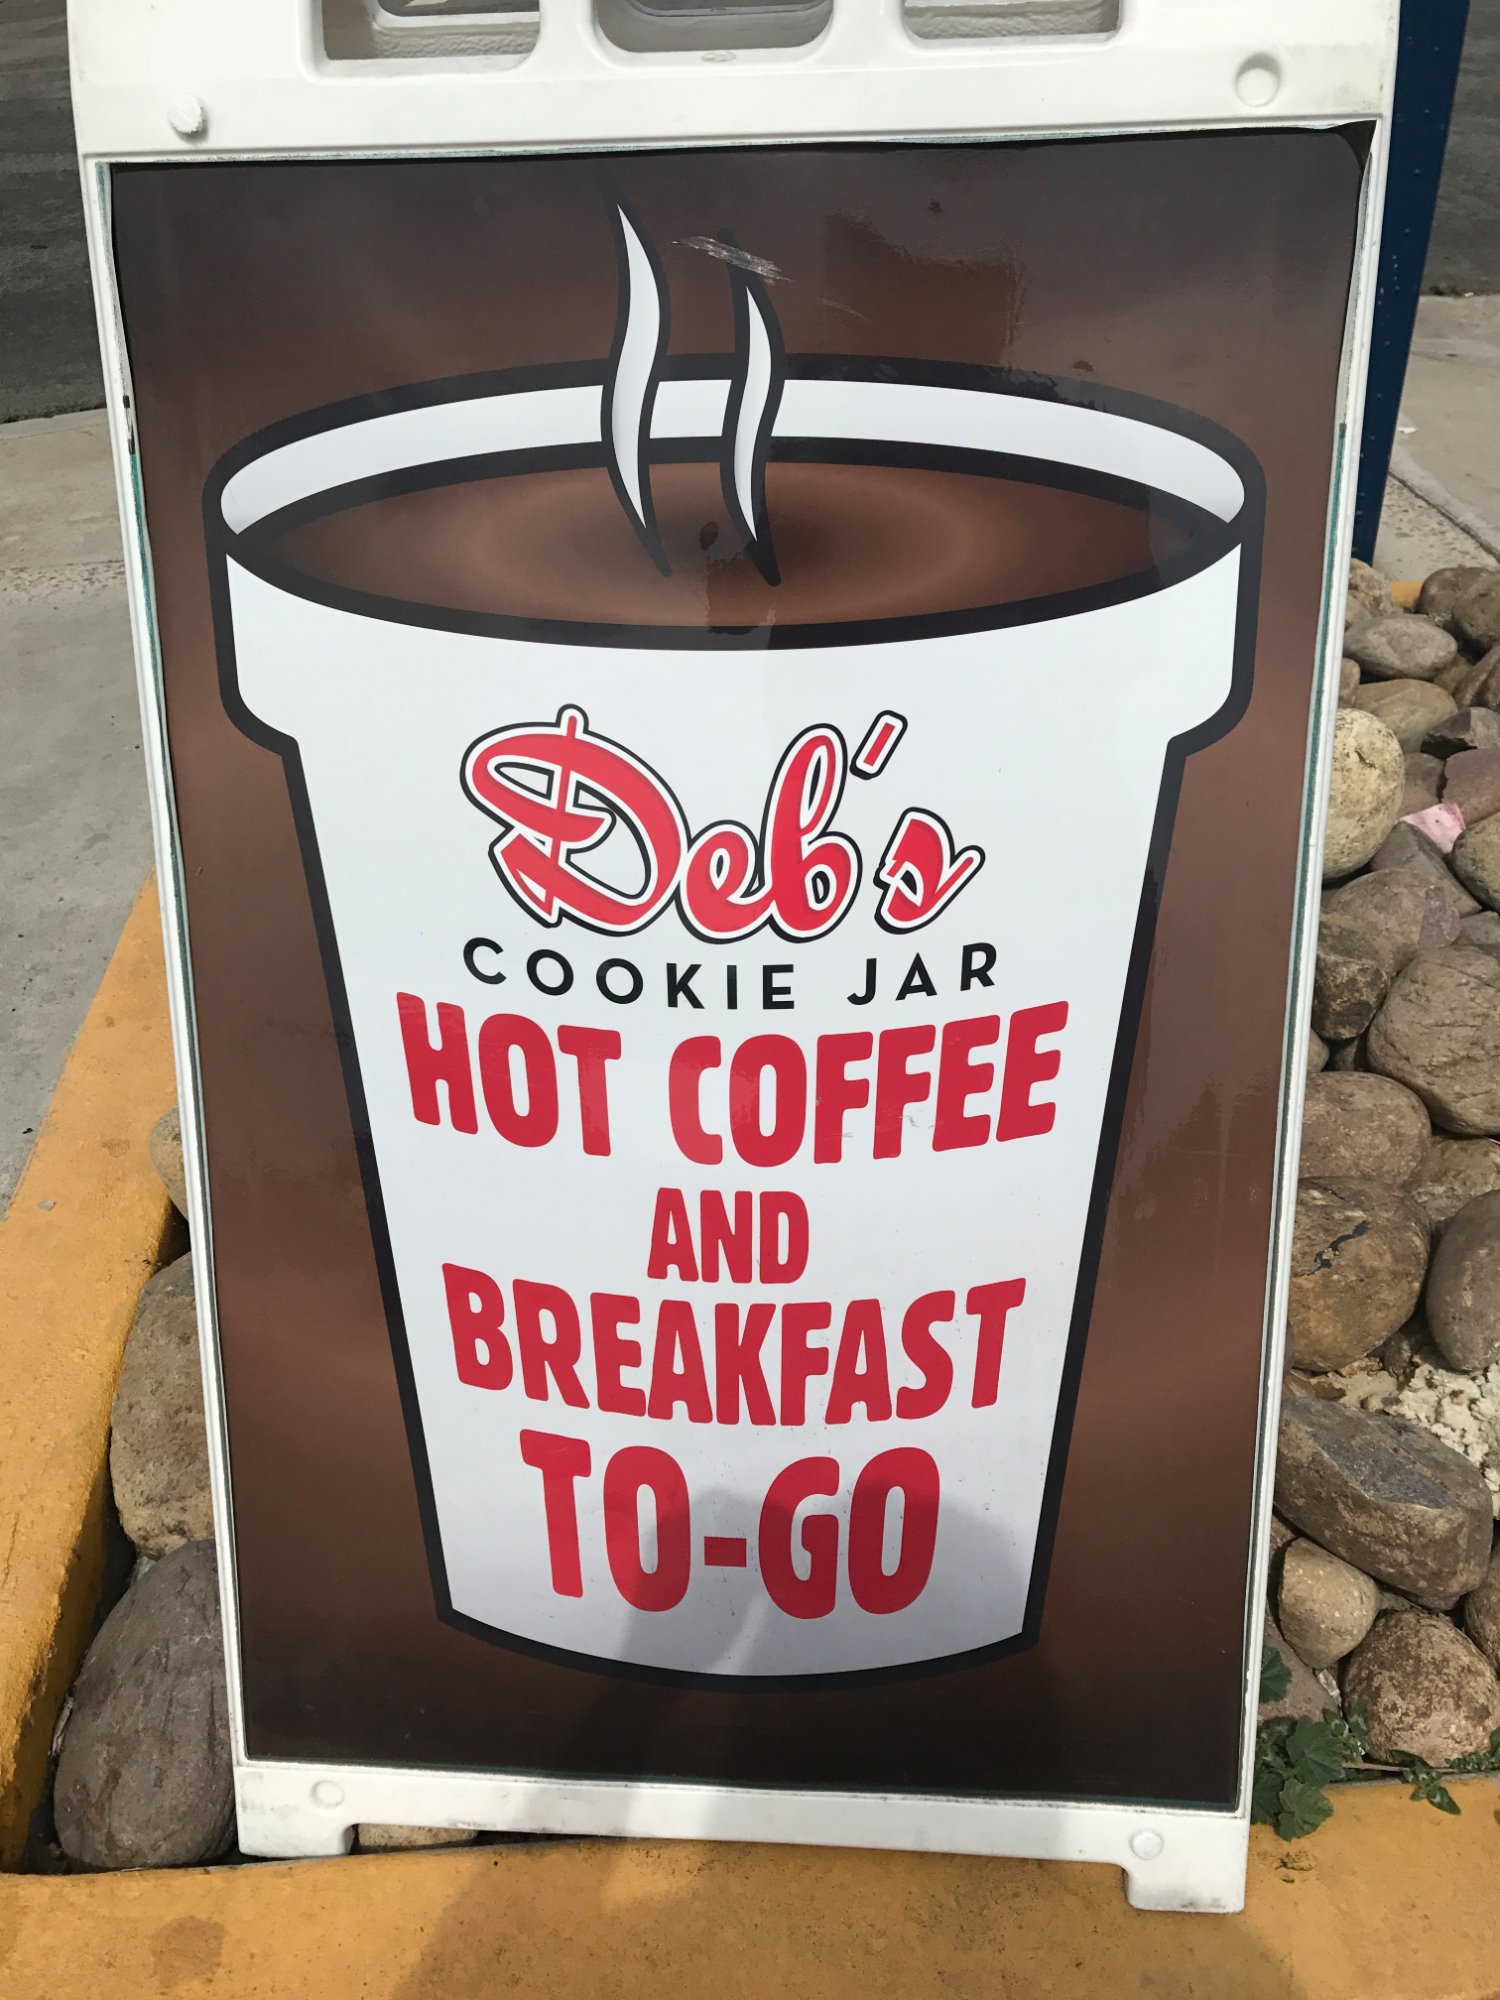 Deb's
COOKIE JAR
HOT COFFEE
AND
BREAKFAST
TO-GO